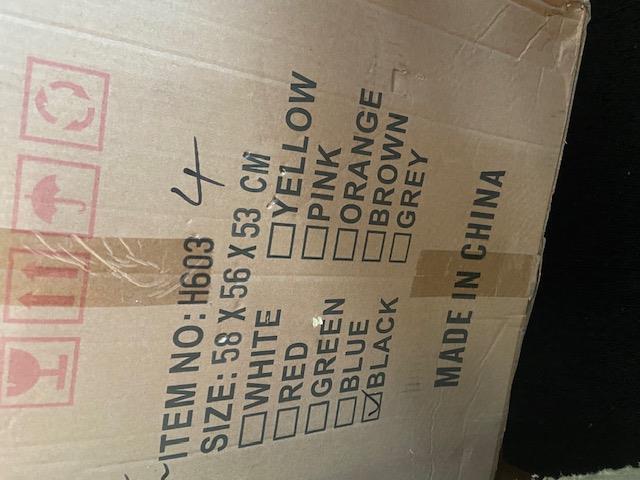 ITEM NO: H603 4
SIZE: 58 X 56 X 53 CM
WHITE YELLOW
RED PINK
GREEN ORANGE
BLUE BROWN
BLACK GREY
MADE IN CHINA